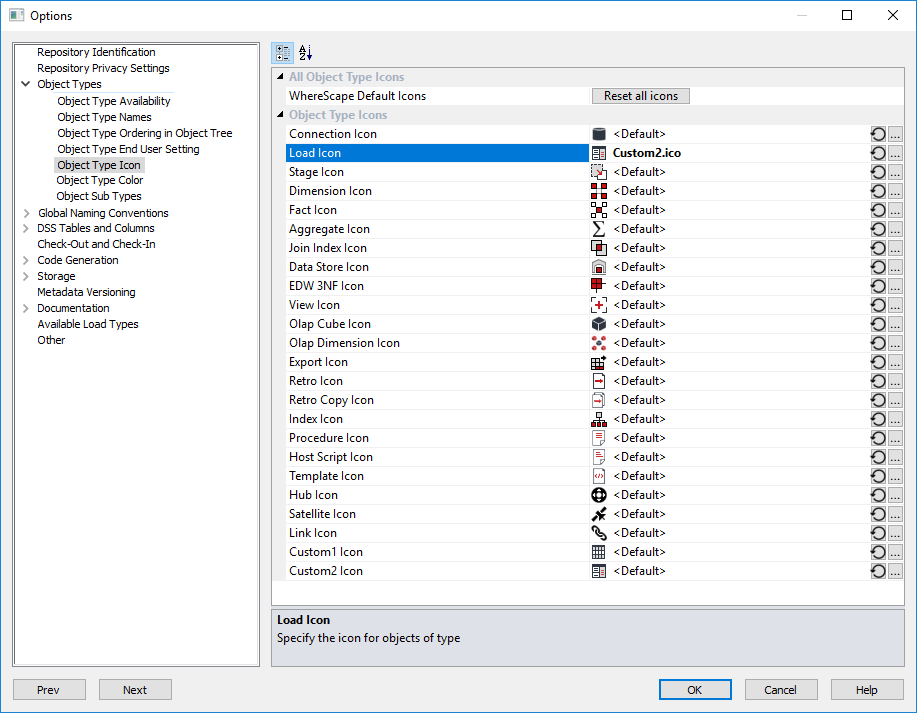 Options
Repository Identification
Repository Privacy Settings
Object Types
Object Type Availability
Object Type Names
Object Type Ordering in Object Tree
Object Type End User Setting
Object Type Icon
Object Type Color
Object Sub Types
Global Naming Conventions
DSS Tables and Columns
Check-Out and Check-In
Code Generation
Storage
Metadata Versioning
Documentation
Available Load Types
Other
All Object Type Icons
WhereScape Default Icons Reset all icons
Object Type Icons
Connection Icon <Default> ...
Load Icon Custom2.ico ...
Stage Icon <Default> ...
Dimension Icon <Default> ...
Fact Icon <Default> ...
Aggregate Icon <Default> ...
Join Index Icon <Default> ...
Data Store Icon <Default> ...
EDW 3NF Icon <Default> ...
View Icon <Default> ...
Olap Cube Icon <Default> ...
Olap Dimension Icon <Default> ...
Export Icon <Default> ...
Retro Icon <Default> ...
Retro Copy Icon <Default> ...
Index Icon <Default> ...
Procedure Icon <Default> ...
Host Script Icon <Default> ...
Template Icon <Default> ...
Hub Icon <Default> ...
Satellite Icon <Default> ...
Link Icon <Default> ...
Custom1 Icon <Default> ...
Custom2 Icon <Default> ...
Load Icon
Specify the icon for objects of type
Prev Next OK Cancel Help